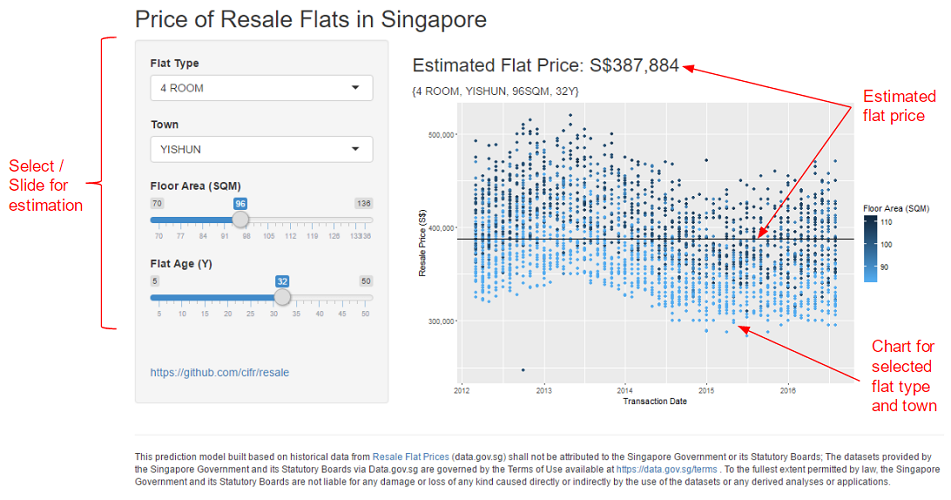 Price of Resale Flats in Singapore
Select /
Slide for
estimation
Flat Type
4 ROOM
Town
YISHUN
Floor Area (SQM)
70 96 136
70 77 84 91 98 105 112 119 126 13336
Flat Age (Y)
5 32 50
5 10 15 20 25 30 35 40 45 50
https://github.com/cifr/resale
Estimated Flat Price: S$387,884
{4 ROOM, YISHUN, 96SQM, 32Y}
500,000
400,000
300,000
Resale Price (S$)
2012 2013 2014 2015 2016
Transaction Date
Floor Area (SQM)
110
100
90
Estimated
flat price
Chart for
selected
flat type
and town
This prediction model built based on historical data from Resale Flat Prices (data.gov.sg) shall not be attributed to the Singapore Government or its Statutory Boards; The datasets provided by
the Singapore Government and its Statutory Boards via Data.gov.sg are governed by the Terms of Use available at https://data.gov.sg/terms . To the fullest extent permitted by law, the Singapore
Government and its Statutory Boards are not liable for any damage or loss of any kind caused directly or indirectly by the use of the datasets or any derived analyses or applications.